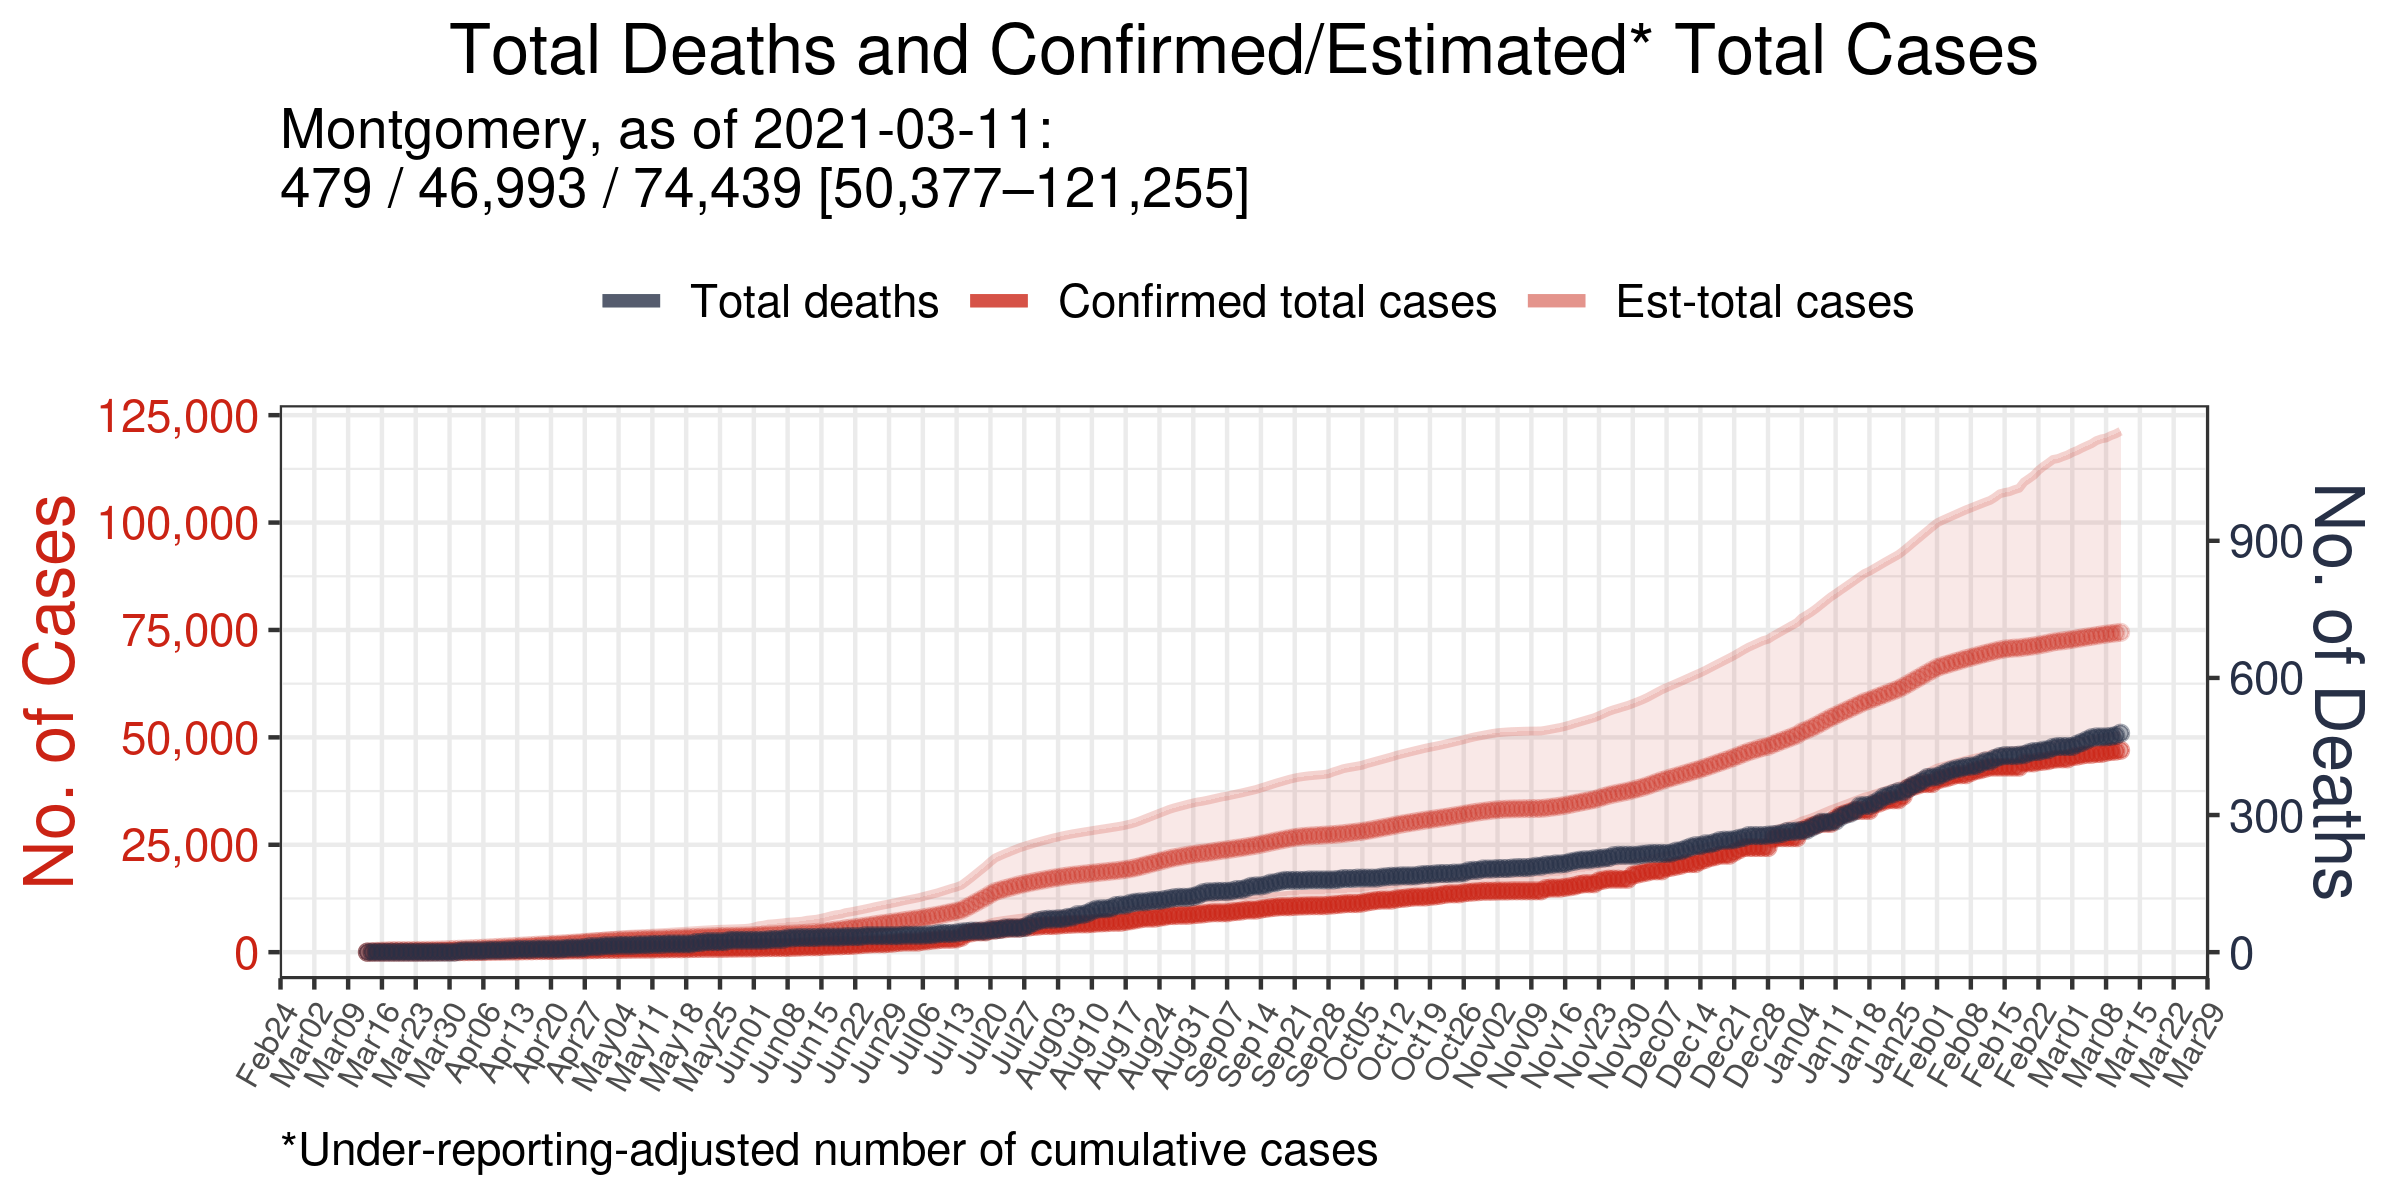 Total Deaths and Confirmed/Estimated* Total Cases
Montgomery, as of 2021-03-11:
479 / 46,993 / 74,439 [50,377–121,255]
Total deaths
Confirmed total cases
Est-total cases
No. of Cases
125,000
100,000
75,000
50,000
25,000
0
No. of Deaths
900
600
300
0
Feb24
Mar02
Mar09
Mar16
Mar23
Mar30
Apr06
Apr13
Apr20
Apr27
May04
May11
May18
May25
Jun01
Jun08
Jun15
Jun22
Jun29
Jul06
Jul13
Jul20
Jul27
Aug03
Aug10
Aug17
Aug24
Aug31
Sep07
Sep14
Sep21
Sep28
Oct05
Oct12
Oct19
Oct26
Nov02
Nov09
Nov16
Nov23
Nov30
Dec07
Dec14
Dec21
Dec28
Jan04
Jan11
Jan18
Jan25
Feb01
Feb08
Feb15
Feb22
Mar01
Mar08
Mar15
Mar22
Mar29
*Under-reporting-adjusted number of cumulative cases